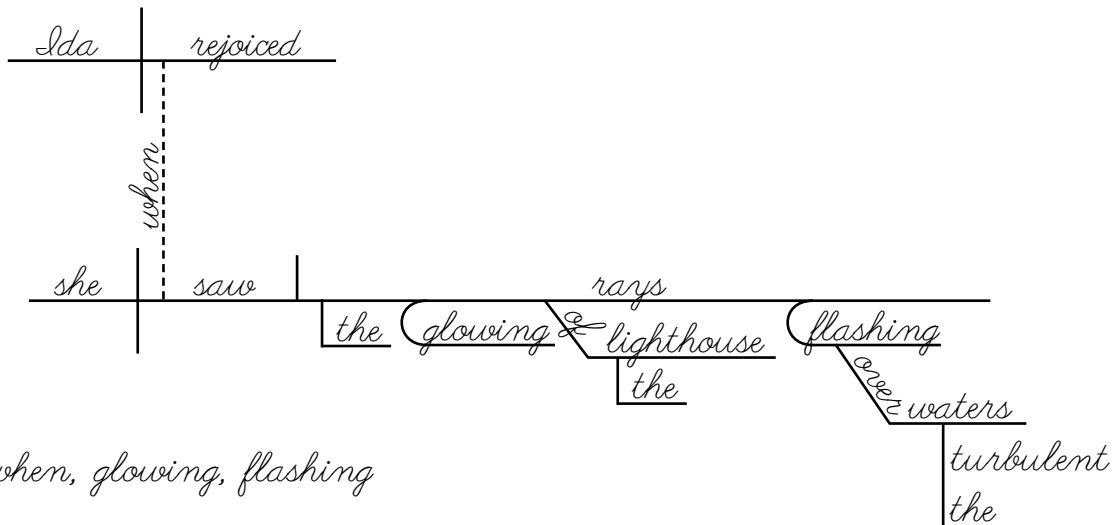 Ida rejoiced
when
she saw rays
the glowing of lighthouse flashing
the over waters
turbulent
the
when, glowing, flashing